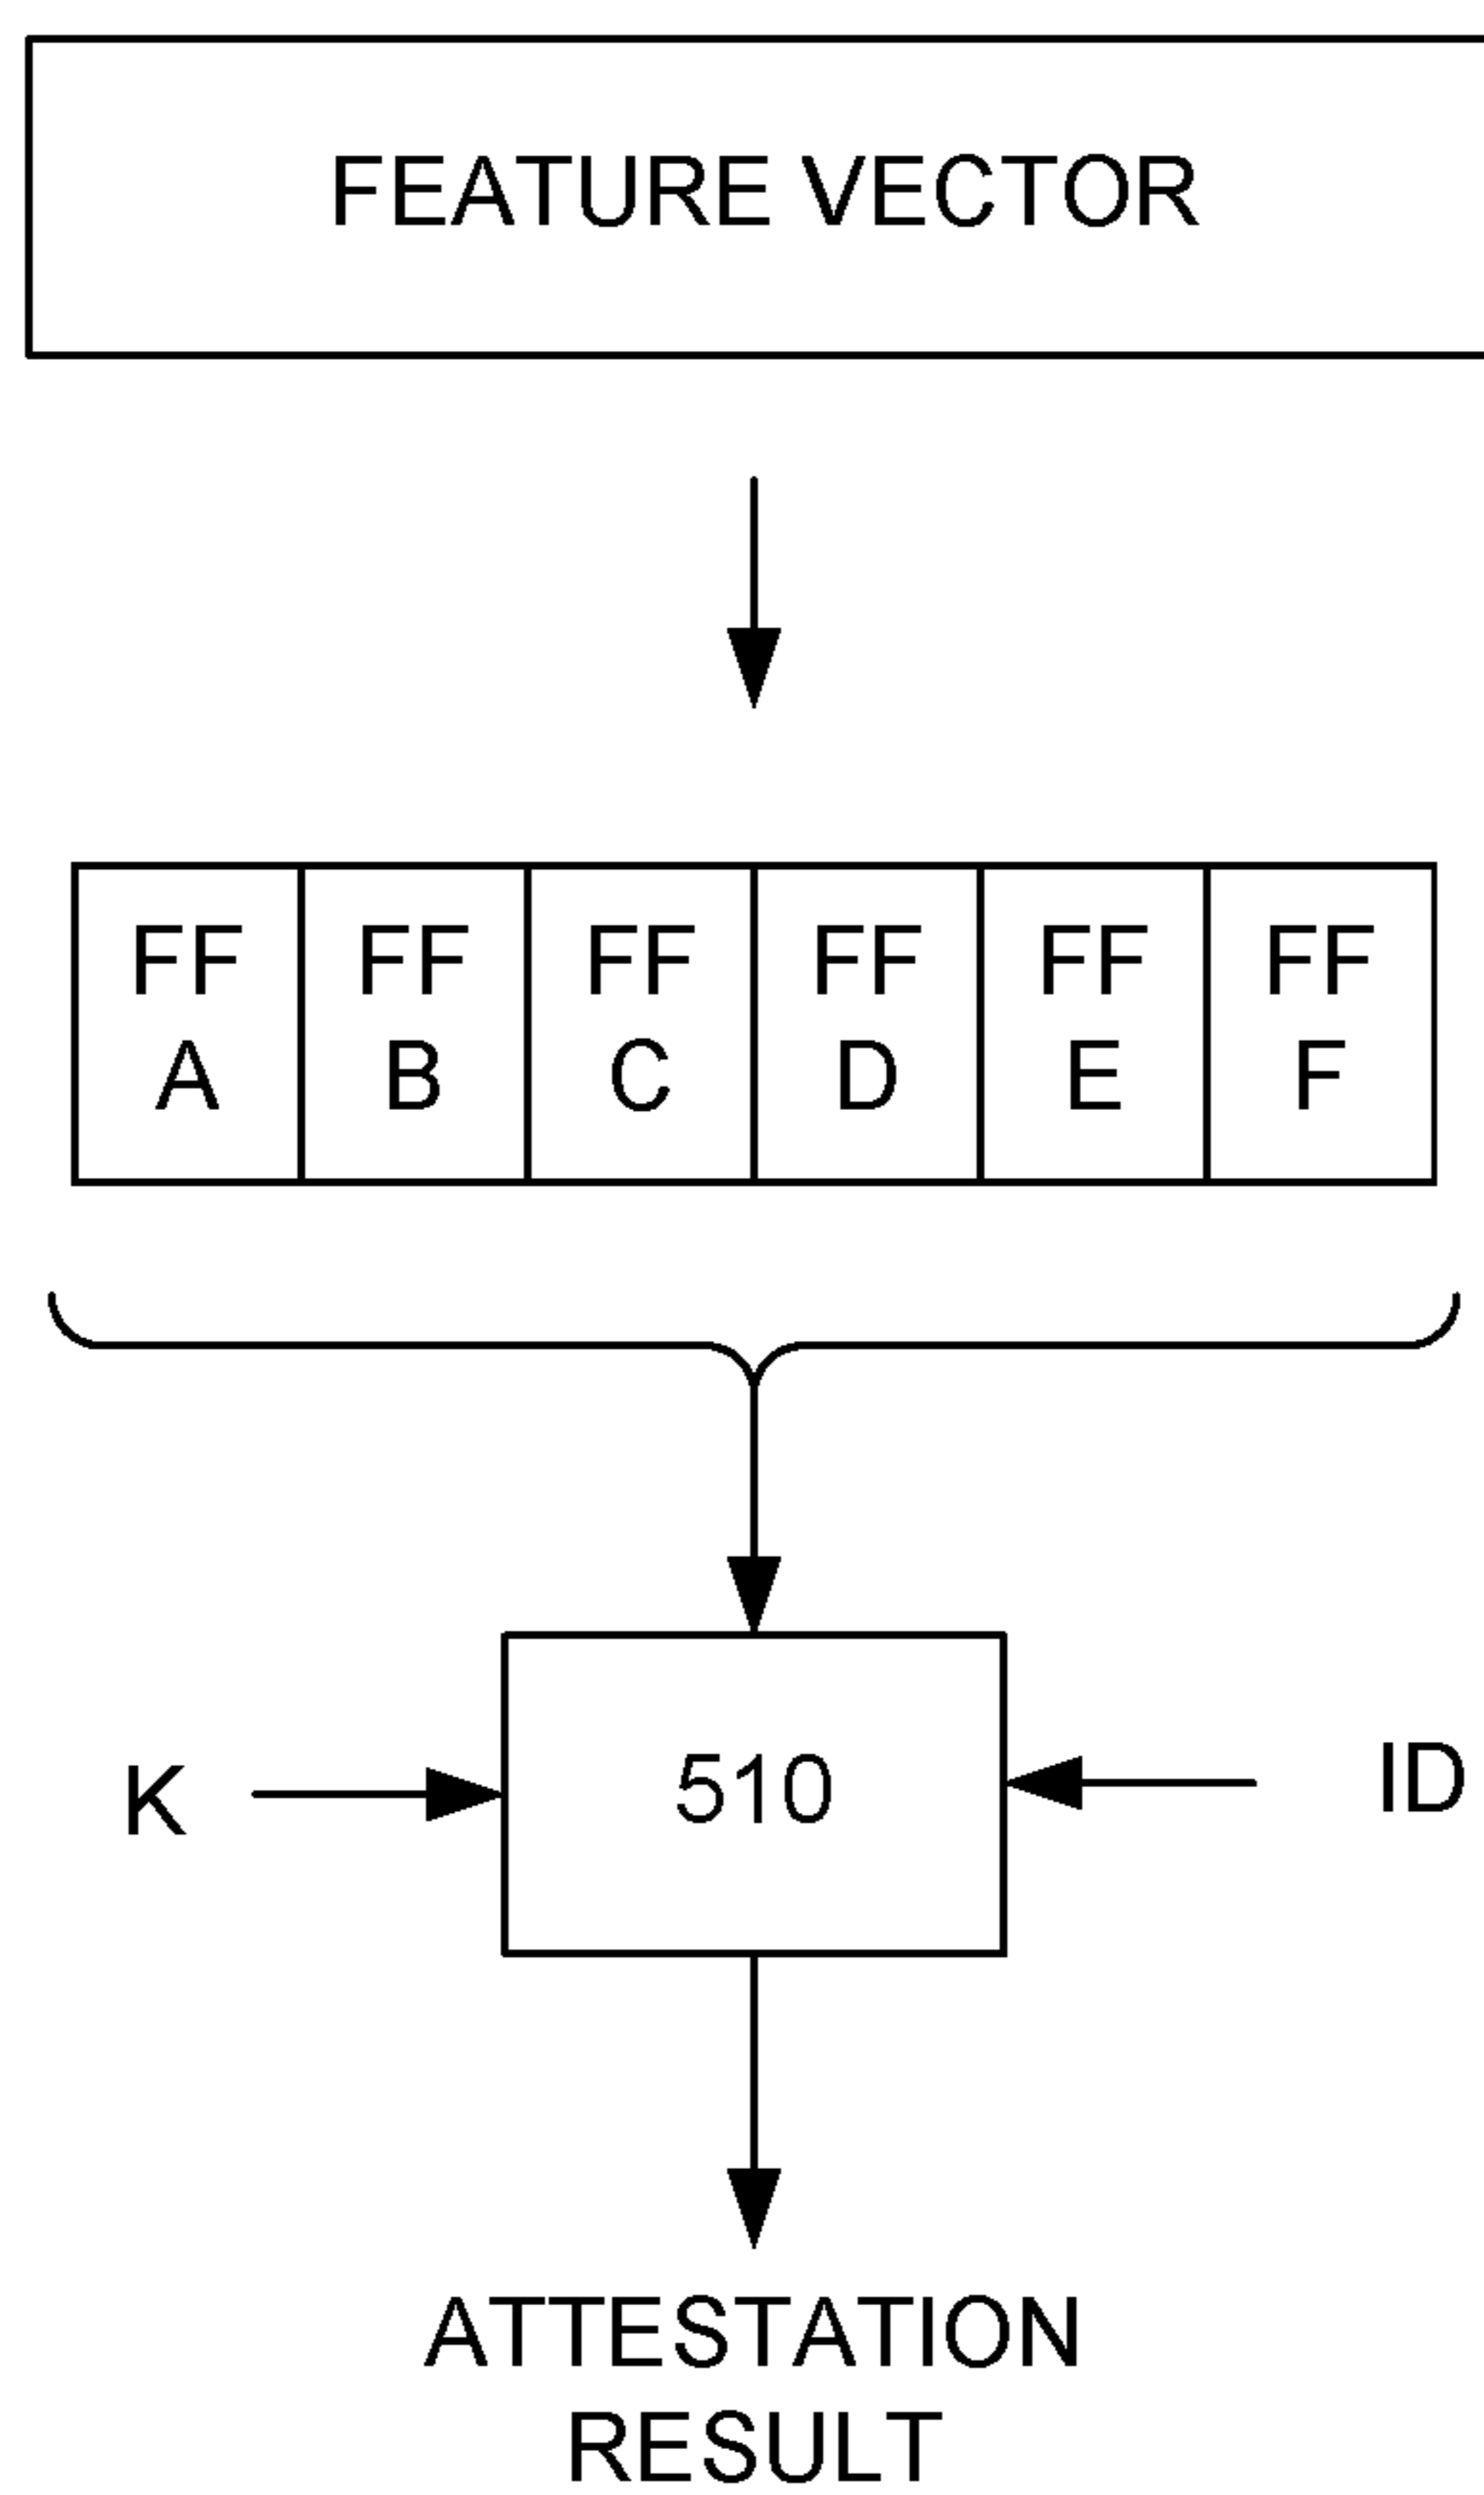 FEATURE VECTOR
FF FF FF FF FF FF
A B C D E F
K 510 ID
ATTESTATION
RESULT